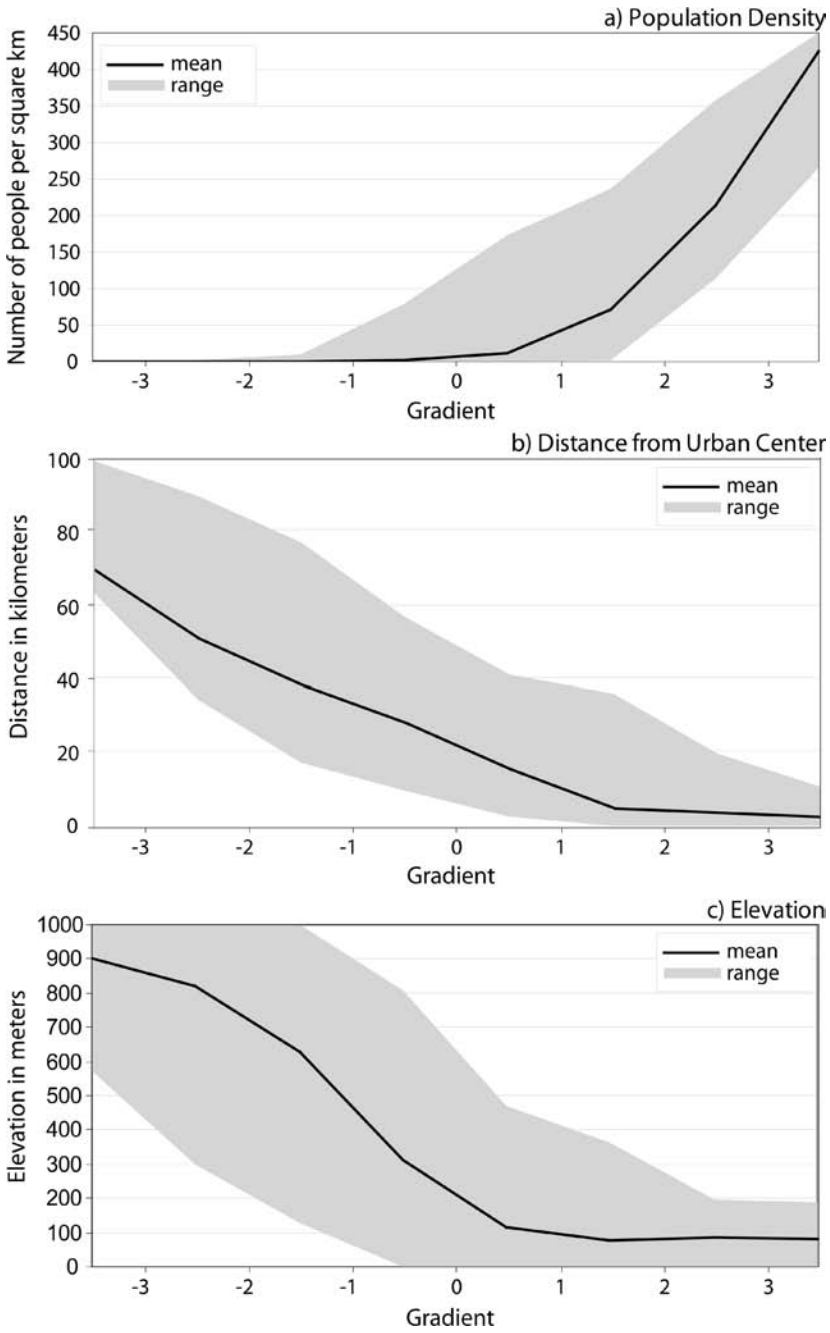 a) Population Density
Number of people per square km
450
400
350
300
250
200
150
100
50
0
mean
range
-3 -2 -1 0 1 2 3
Gradient
b) Distance from Urban Center
Distance in kilometers
100
80
60
40
20
0
mean
range
-3 -2 -1 0 1 2 3
Gradient
c) Elevation
Elevation in meters
1000
900
800
700
600
500
400
300
200
100
0
mean
range
-3 -2 -1 0 1 2 3
Gradient